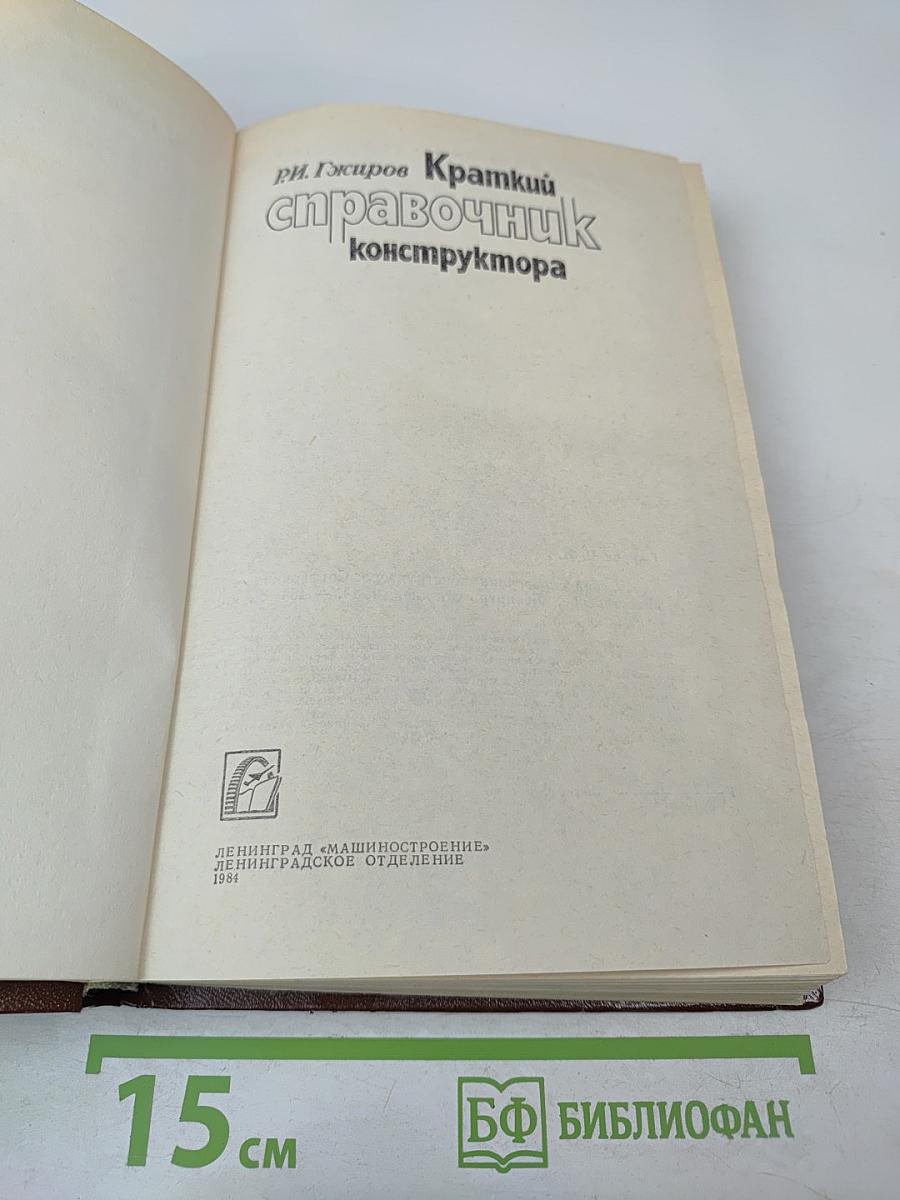 Р.И. Гжиров Краткий
справочник
конструктора
ЛЕНИНГРАД «МАШИНОСТРОЕНИЕ»
ЛЕНИНГРАДСКОЕ ОТДЕЛЕНИЕ
1984
15 см
БФ БИБЛИОФАН